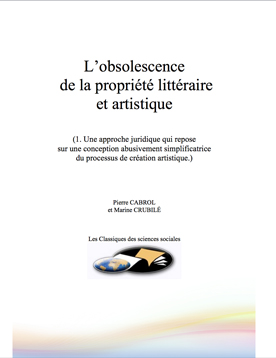 L’obsolescence
de la propriété littéraire
et artistique
(1. Une approche juridique qui repose
sur une conception abusivement simplificatrice
du processus de création artistique.)
Pierre CABROL
et Marine CRUBILÉ
Les Classiques des sciences sociales